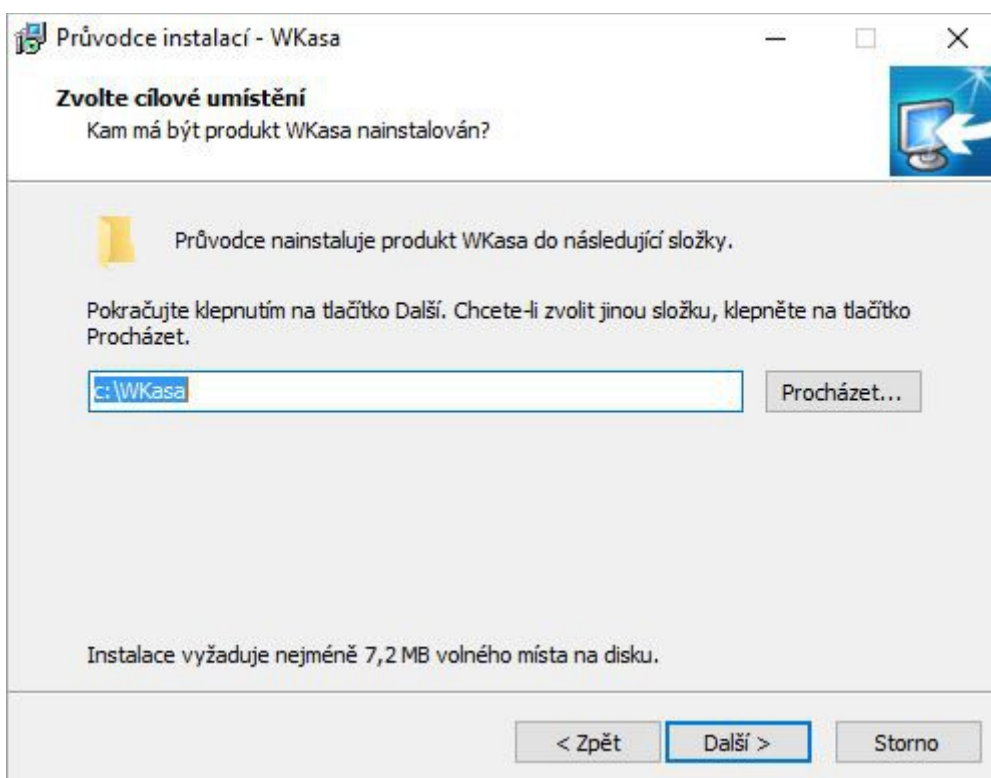 Průvodce instalací - WKasa
Zvolte cílové umístění
Kam má být produkt WKasa nainstalován?
Průvodce nainstaluje produkt WKasa do následující složky.
Pokračujte klepnutím na tlačítko Další. Chcete-li zvolit jinou složku, klepněte na tlačítko
Procházet.
c:\WKasa
Procházet...
Instalace vyžaduje nejméně 7,2 MB volného místa na disku.
< Zpět
Další >
Storno